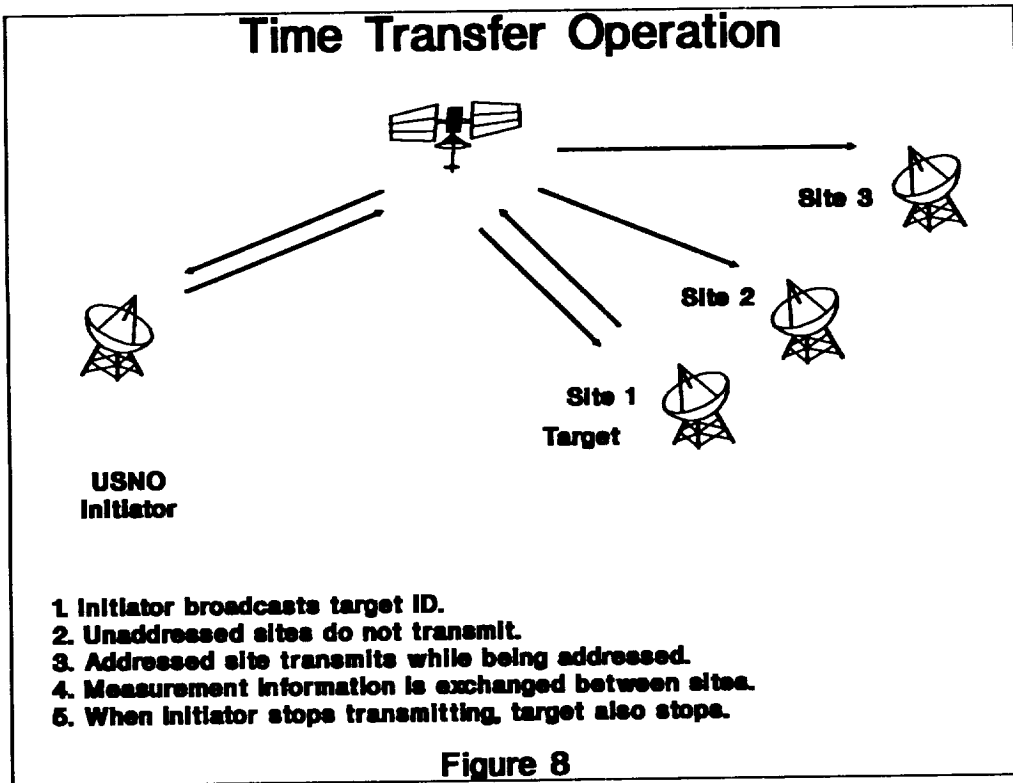 Time Transfer Operation
Site 3
Site 2
Site 1
Target
USNO
Initiator
1. Initiator broadcasts target ID.
2. Unaddressed sites do not transmit.
3. Addressed site transmits while being addressed.
4. Measurement information is exchanged between sites.
5. When initiator stops transmitting, target also stops.
Figure 8